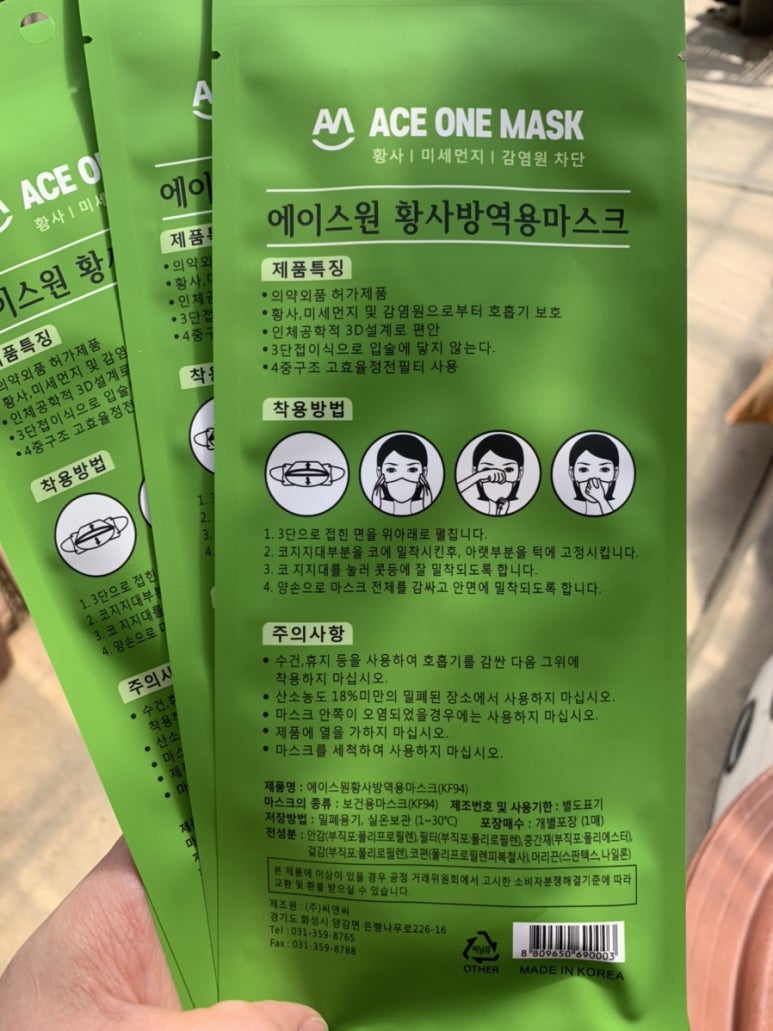 ACE ONE MASK
황사 | 미세먼지 | 감염원 차단
에이스원 황사방역용마스크
제품특징
•의약외품 허가제품
•황사,미세먼지 및 감염원으로부터 호흡기 보호
•인체공학적 3D설계로 편안
•3단접이식으로 입술에 닿지 않는다.
•4중구조 고효율정전필터 사용
착용방법
1. 3단으로 접힌 면을 위아래로 펼칩니다.
2. 코지지대부분을 코에 밀착시킨후, 아랫부분을 턱에 고정시킵니다.
3. 코 지지대를 눌러 콧등에 잘 밀착되도록 합니다.
4. 양손으로 마스크 전체를 감싸고 안면에 밀착되도록 합니다.
주의사항
• 수건,휴지 등을 사용하여 호흡기를 감싼 다음 그위에
착용하지 마십시오.
• 산소농도 18%미만의 밀폐된 장소에서 사용하지 마십시오.
• 마스크 안쪽이 오염되었을경우에는 사용하지 마십시오.
• 제품에 열을 가하지 마십시오.
• 마스크를 세척하여 사용하지 마십시오.
제품명 : 에이스원황사방역용마스크(KF94)
마스크의 종류 : 보건용마스크(KF94) 제조번호 및 사용기한 : 별도표기
저장방법 : 밀폐용기, 실온보관 (1~30℃) 포장매수 : 개별포장 (1매)
전성분 : 안감(부직포·폴리프로필렌),필터(부직포·폴리로필렌),중간재(부직포·폴리에스터),
겉감(부직포·폴리로필렌),코편(폴리프로필렌피복철사), 머리끈(스판텍스,나일론)
본 제품에 이상이 있을 경우 공정 거래위원회에서 고시한 소비자분쟁해결기준에 따라
교환 및 환불 받으실 수 있습니다.
제조원 : (주)씨앤씨
경기도 화성시 양감면 은행나무로226-16
Tel : 031-359-8765
Fax : 031-359-8788
비닐류
OTHER
8 809650 690003
MADE IN KOREA